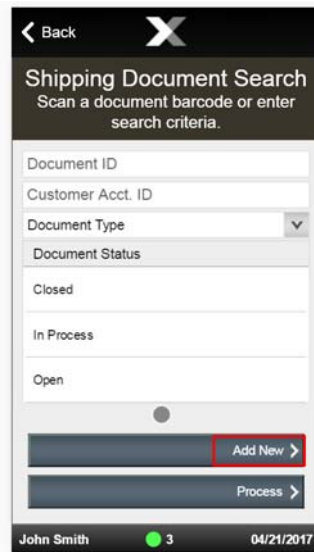 Back
Shipping Document Search
Scan a document barcode or enter
search criteria.
Document ID
Customer Acct. ID
Document Type
Document Status
Closed
In Process
Open
Add New
Process
John Smith 3 04/21/2017